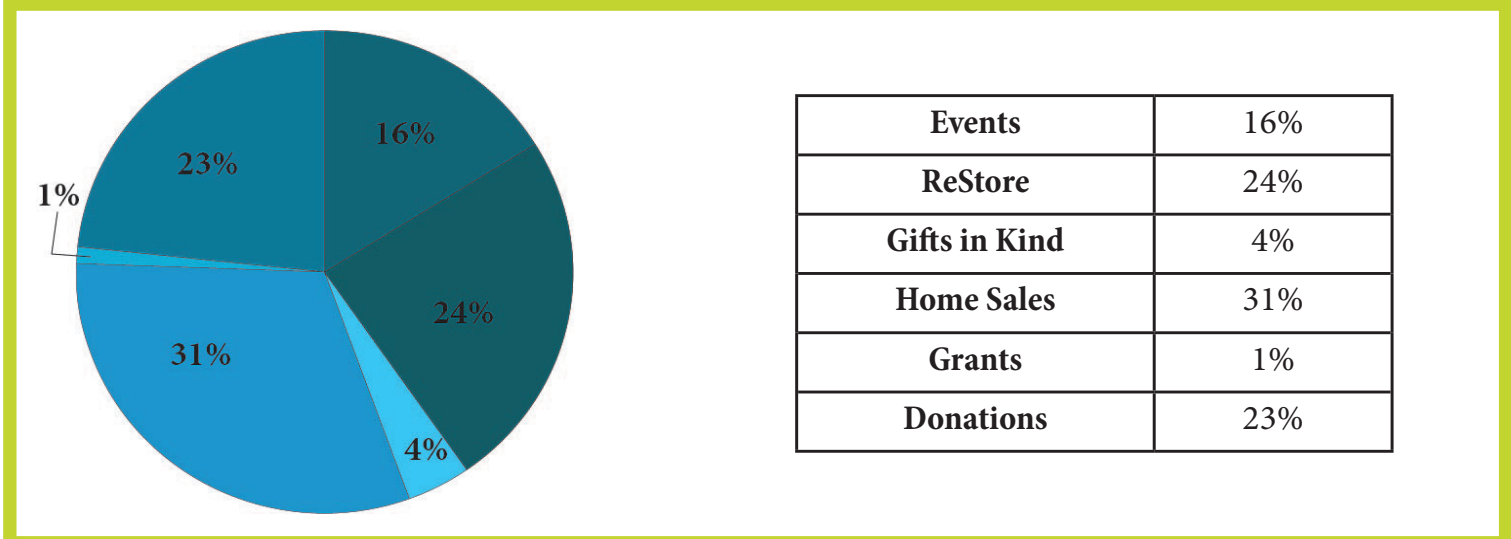 16%
23%
1%
24%
31%
4%
Events 16%
ReStore 24%
Gifts in Kind 4%
Home Sales 31%
Grants 1%
Donations 23%